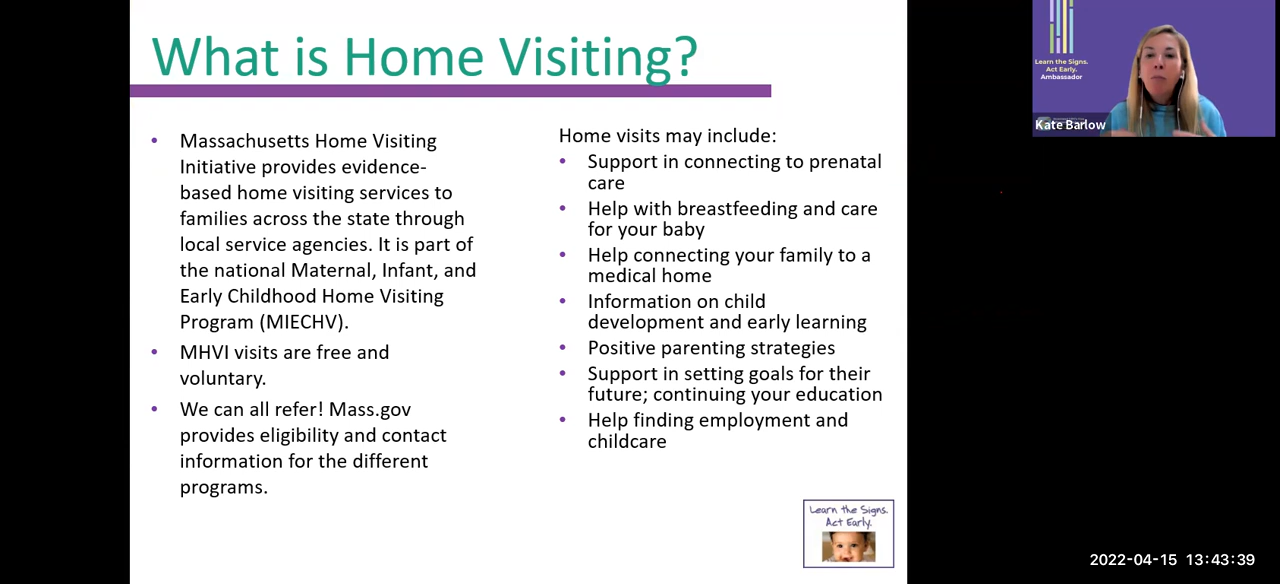 What is Home Visiting?
Massachusetts Home Visiting
Initiative provides evidence-
based home visiting services to
families across the state through
local service agencies. It is part of
the national Maternal, Infant, and
Early Childhood Home Visiting
Program (MIECHV).
MHVI visits are free and
voluntary.
We can all refer! Mass.gov
provides eligibility and contact
information for the different
programs.
Home visits may include:
Support in connecting to prenatal
care
Help with breastfeeding and care
for your baby
Help connecting your family to a
medical home
Information on child
development and early learning
Positive parenting strategies
Support in setting goals for their
future; continuing your education
Help finding employment and
childcare
Learn the Signs.
Act Early.
Learn the Signs.
Act Early.
Ambassador
Kate Barlow
2022-04-15 13:43:39